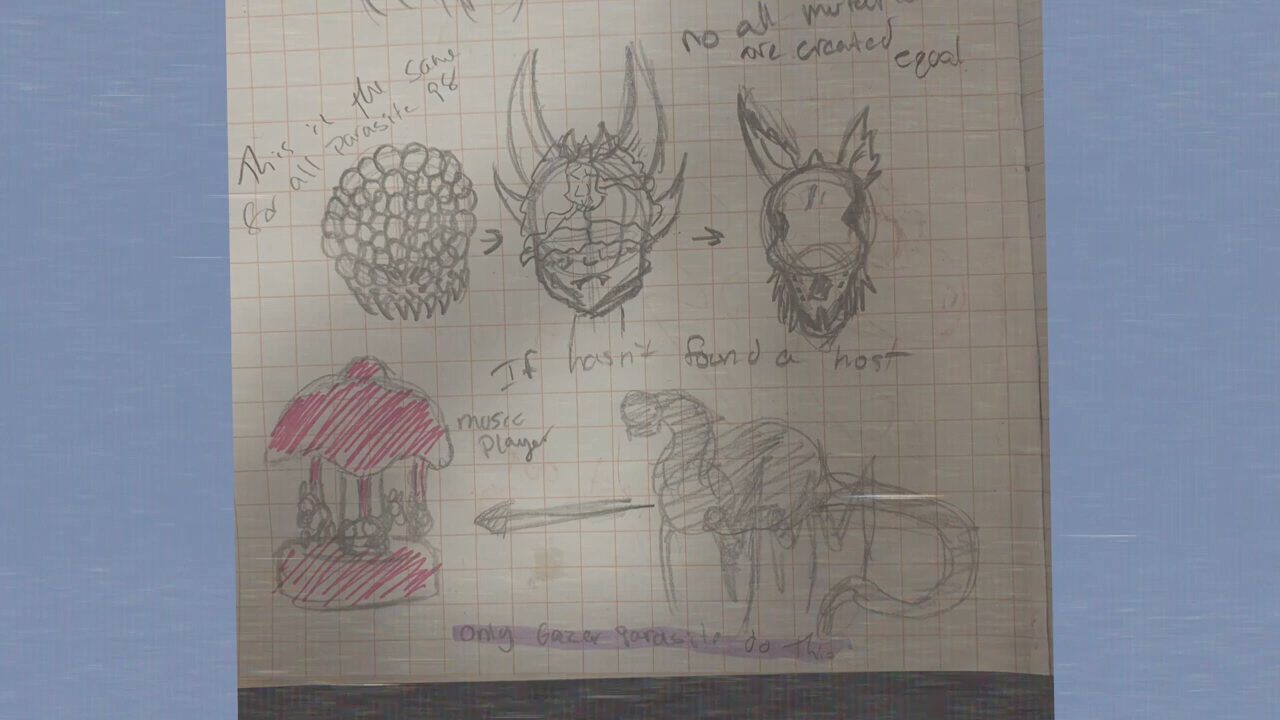 no all
are created equal
This is the same
for all parasite 98
If hasn't found a host
music
Player
only Gazer parasite do this